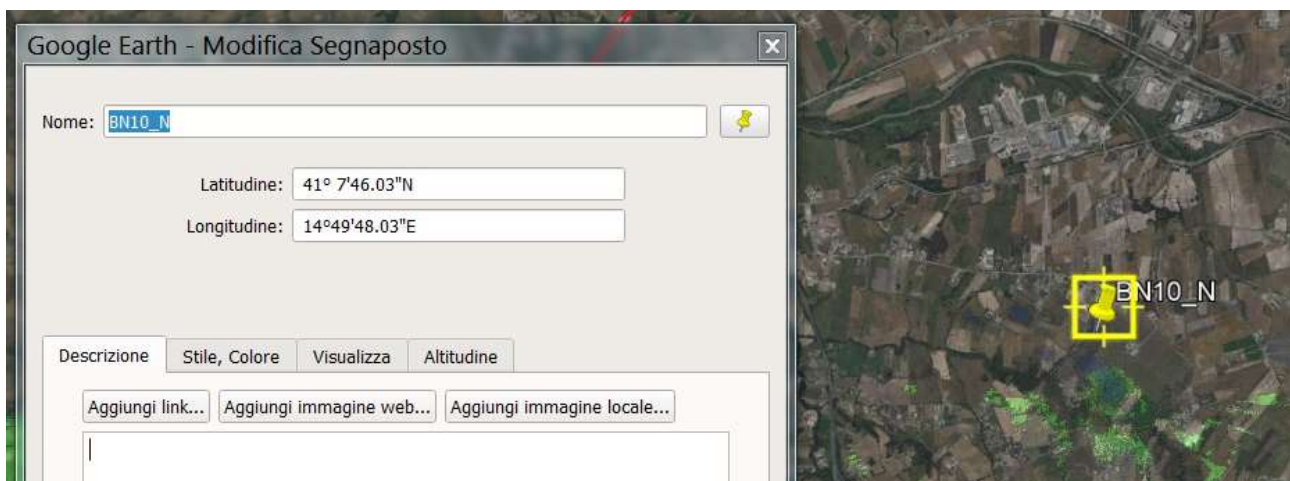 Google Earth - Modifica Segnaposto
Nome: BN10_N
Latitudine: 41° 7'46.03"N
Longitudine: 14°49'48.03"E
BN10_N
Descrizione Stile, Colore Visualizza Altitudine
Aggiungi link... Aggiungi immagine web... Aggiungi immagine locale...